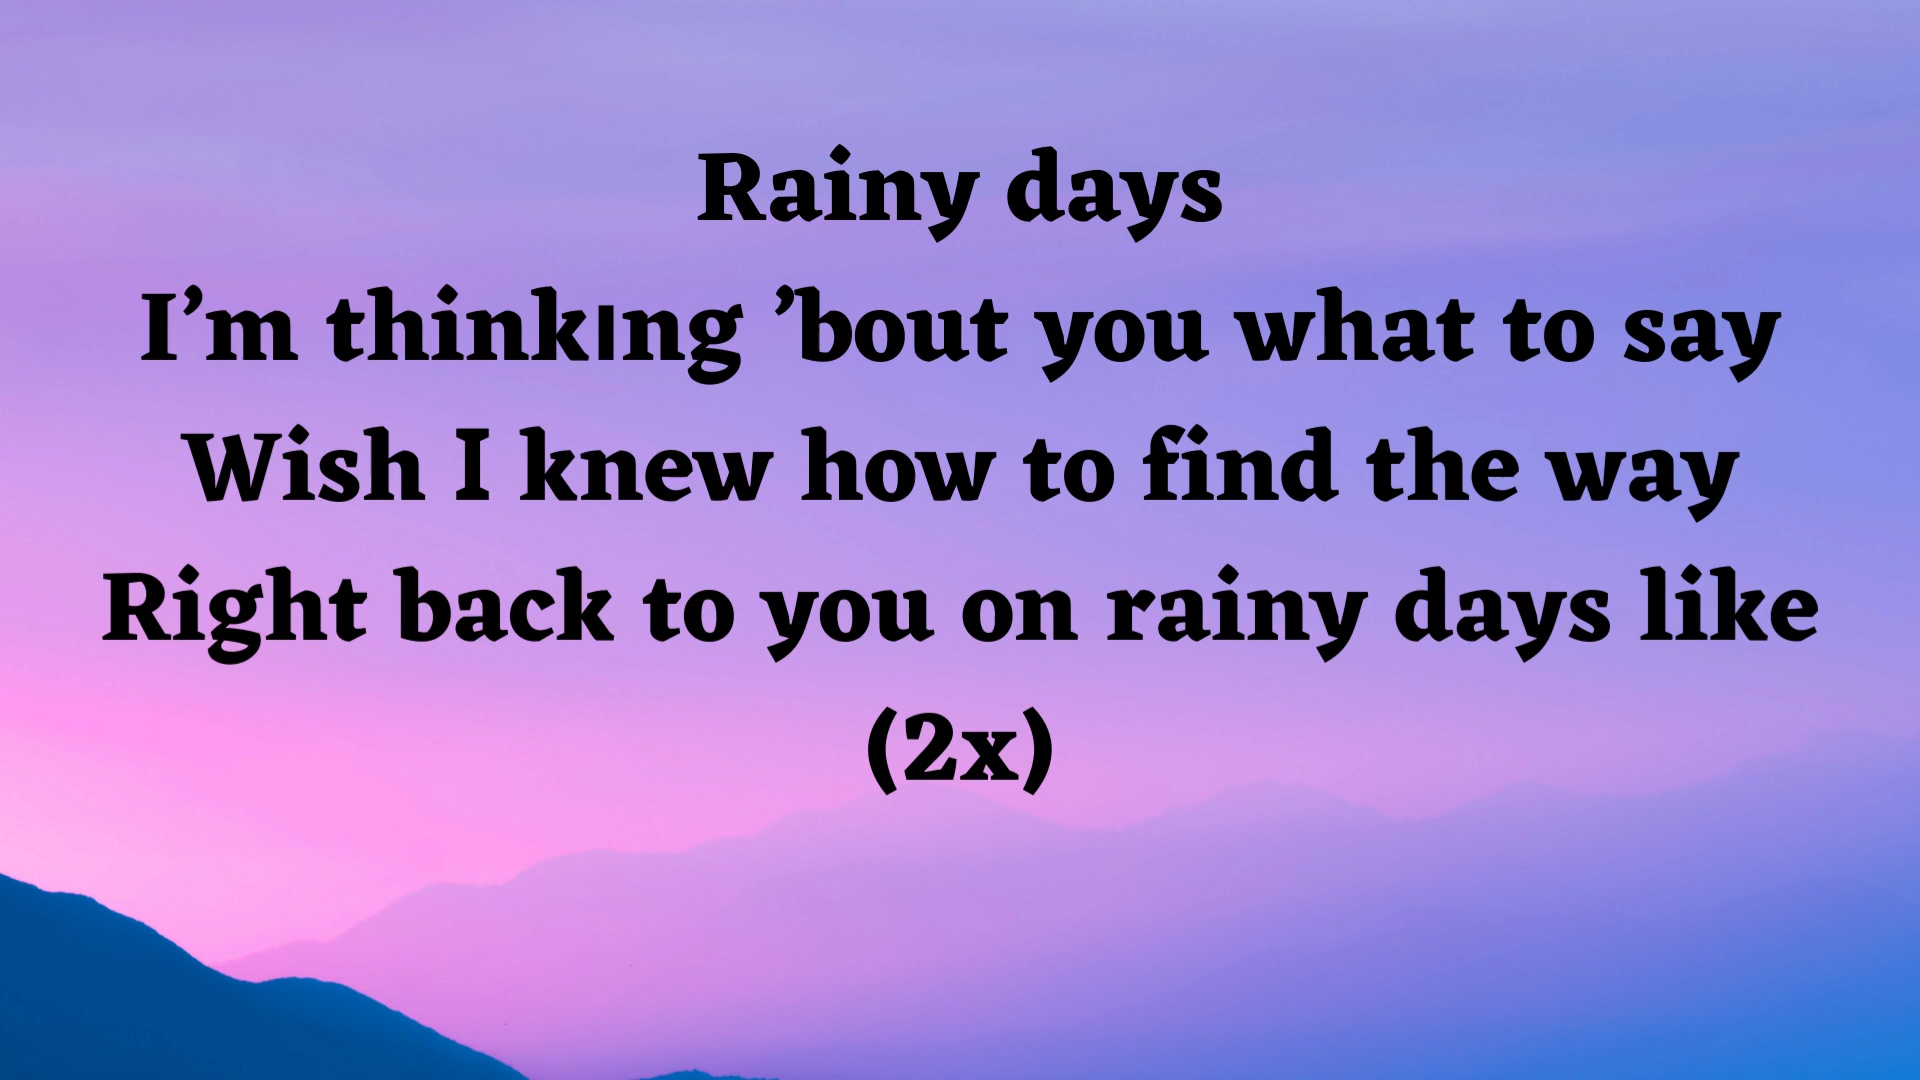 Rainy days
I’m thinkıng ’bout you what to say
Wish I knew how to find the way
Right back to you on rainy days like
(2x)